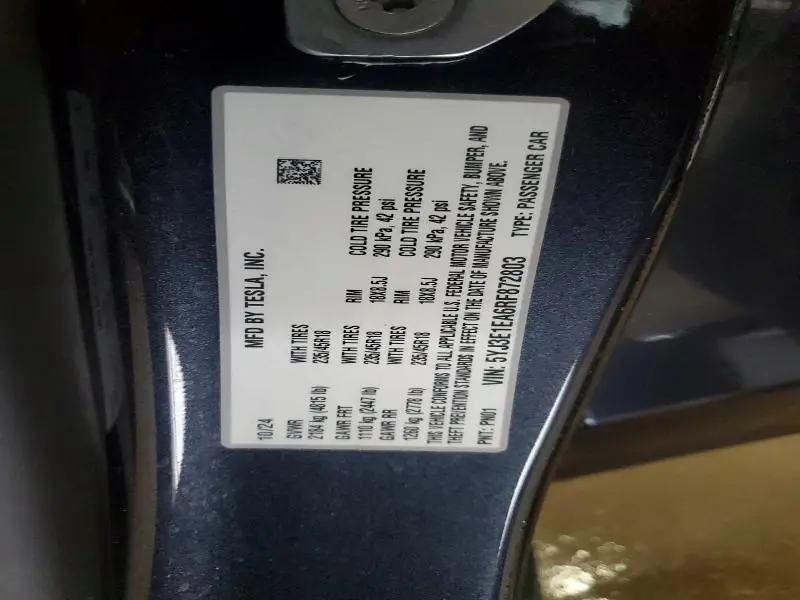 MFD BY TESLA, INC.
10/24
GVWR
2184 kg (4815 lb)
WITH TIRES
235/45R18
GAWR FRT
1110 kg (2447 lb)
WITH TIRES
235/45R18
RIM
18X8.5J
COLD TIRE PRESSURE
290 kPa, 42 psi
GAWR RR
1260 kg (2778 lb)
WITH TIRES
235/45R18
RIM
18X8.5J
COLD TIRE PRESSURE
290 kPa, 42 psi
THIS VEHICLE CONFORMS TO ALL APPLICABLE U.S. FEDERAL MOTOR VEHICLE SAFETY, BUMPER, AND
THEFT PREVENTION STANDARDS IN EFFECT ON THE DATE OF MANUFACTURE SHOWN ABOVE.
PNT: PN01
VIN: 5YJ3E1EA6RF872803
TYPE: PASSENGER CAR